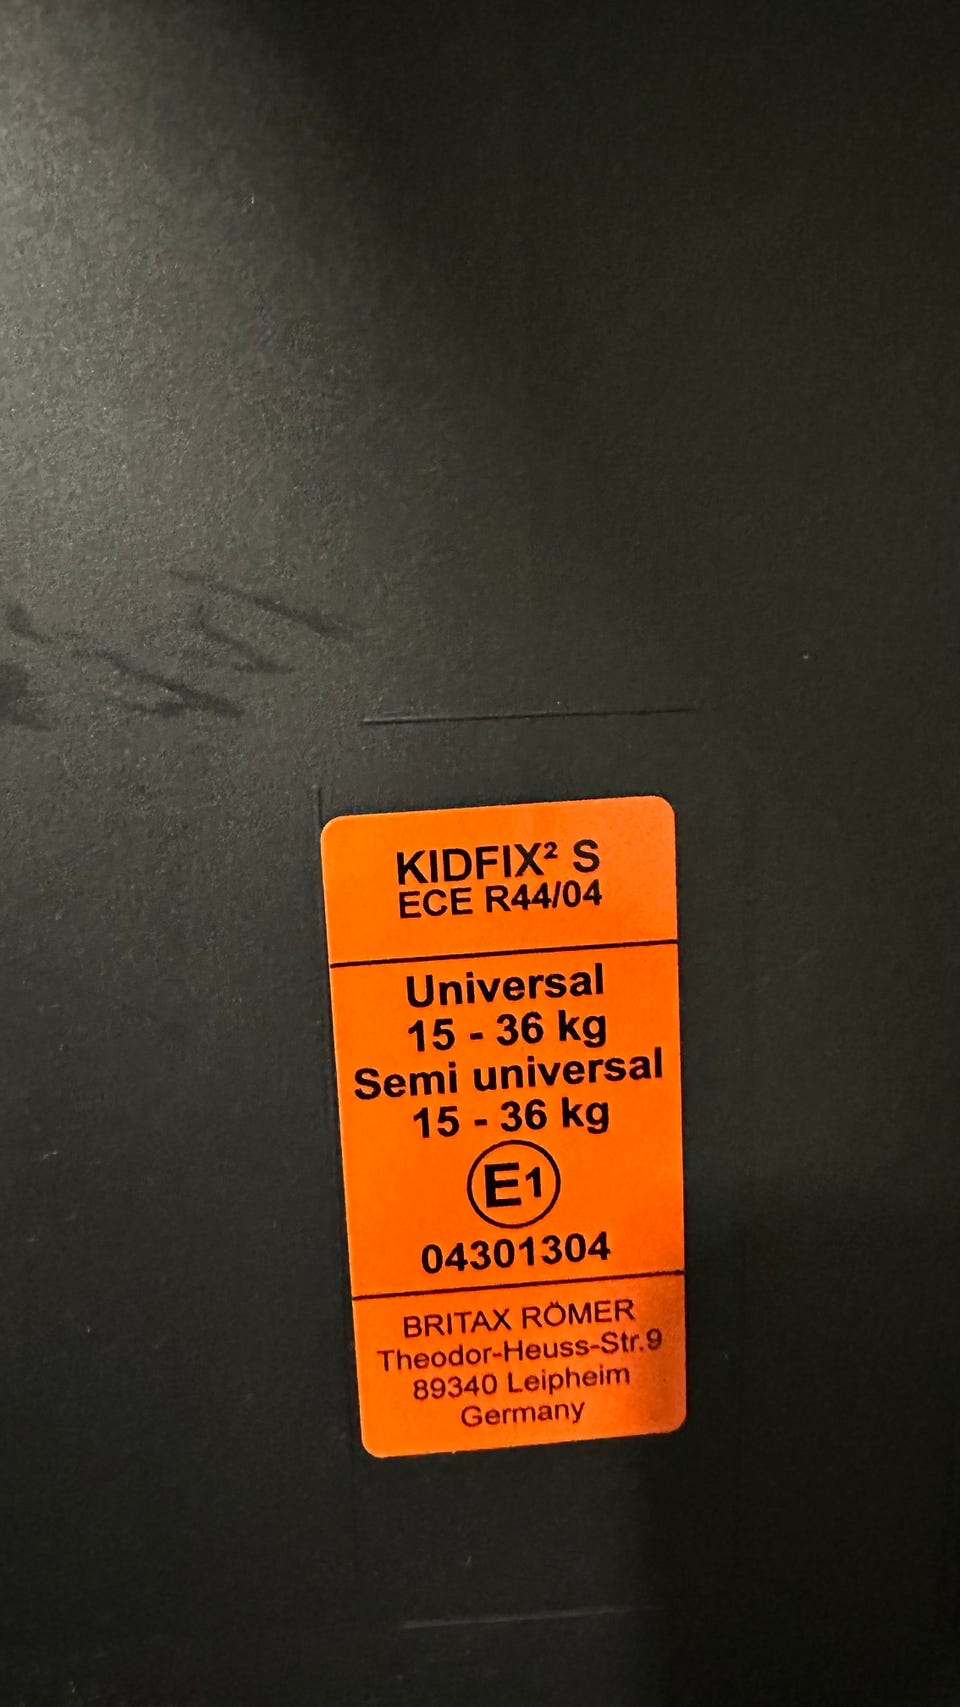 KIDFIX² S
ECE R44/04
Universal
15 - 36 kg
Semi universal
15 - 36 kg
E1
04301304
BRITAX RÖMER
Theodor-Heuss-Str.9
89340 Leipheim
Germany